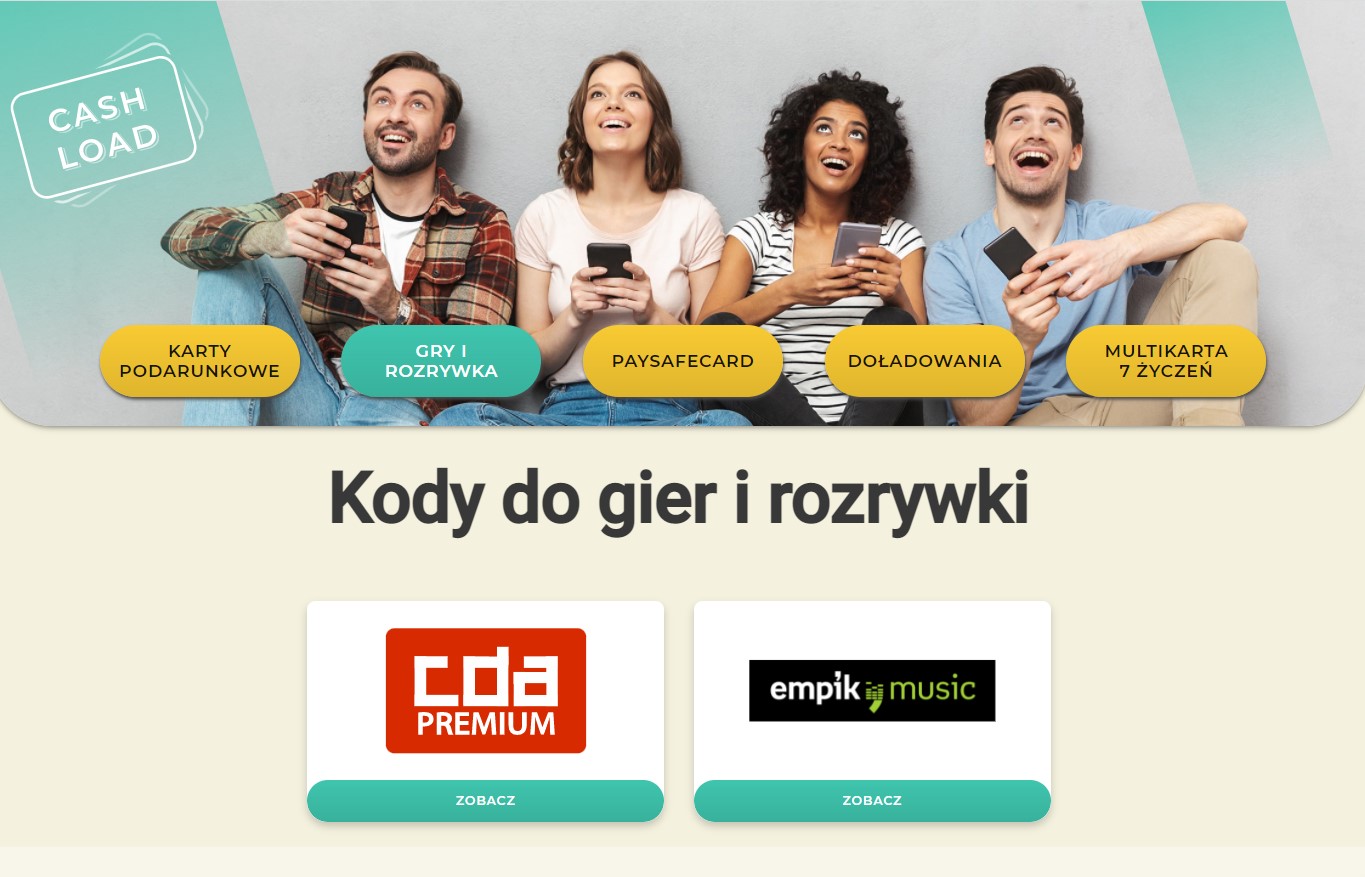 CASH
LOAD
KARTY
PODARUNKOWE
GRY I
ROZRYWKA
PAYSAFECARD
DOŁADOWANIA
MULTIKARTA
7 ŻYCZEŃ
Kody do gier i rozrywki
cda
PREMIUM
empik music
ZOBACZ
ZOBACZ